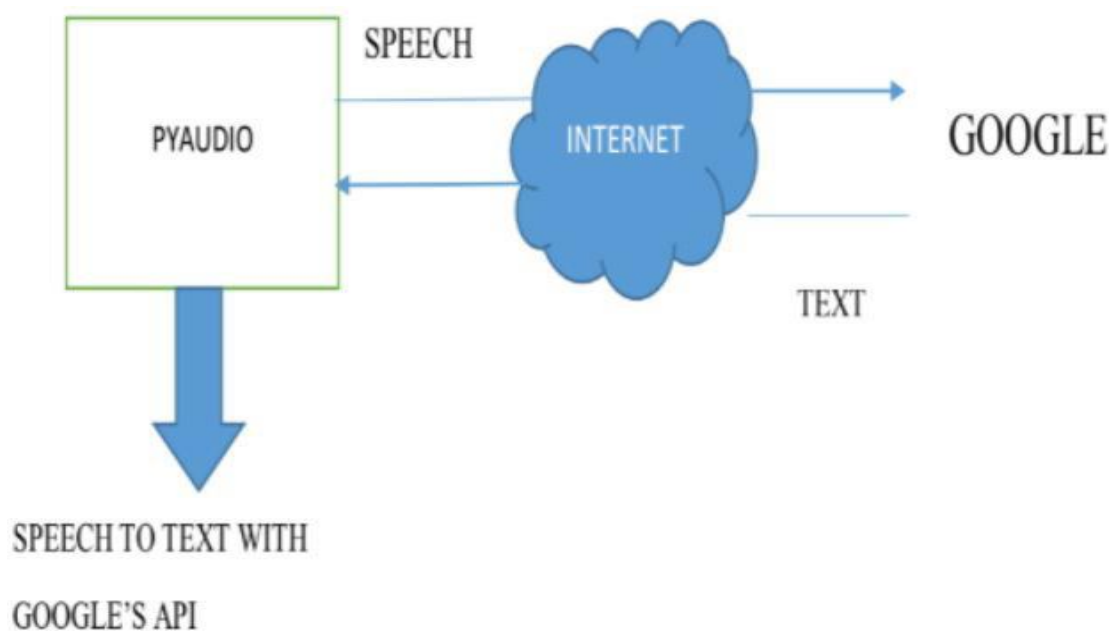 SPEECH
PYAUDIO
INTERNET
GOOGLE
TEXT
SPEECH TO TEXT WITH
GOOGLE’S API